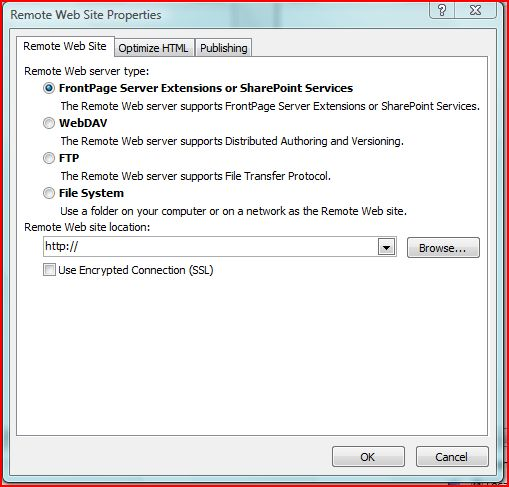 Remote Web Site Properties
?
Remote Web Site
Optimize HTML
Publishing
Remote Web server type:
FrontPage Server Extensions or SharePoint Services
The Remote Web server supports FrontPage Server Extensions or SharePoint Services.
WebDAV
The Remote Web server supports Distributed Authoring and Versioning.
FTP
The Remote Web server supports File Transfer Protocol.
File System
Use a folder on your computer or on a network as the Remote Web site.
Remote Web site location:
http://
Browse...
Use Encrypted Connection (SSL)
OK
Cancel